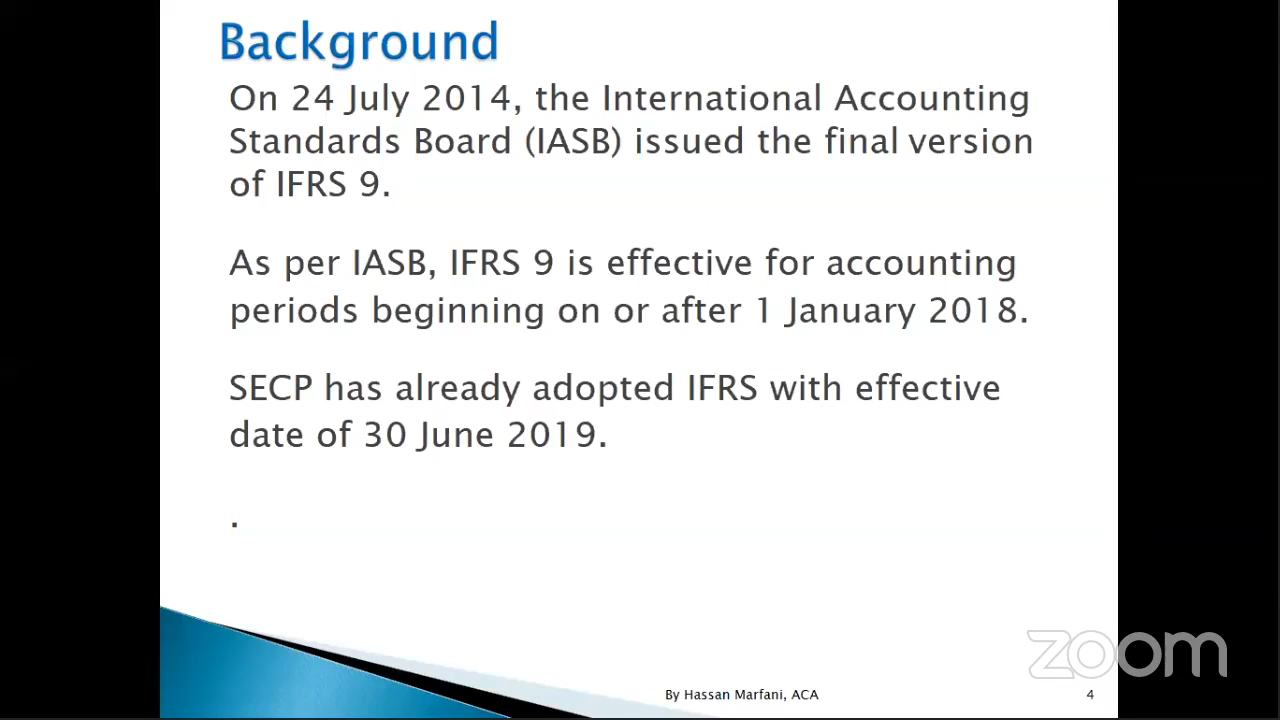 Background
On 24 July 2014, the International Accounting
Standards Board (IASB) issued the final version
of IFRS 9.
As per IASB, IFRS 9 is effective for accounting
periods beginning on or after 1 January 2018.
SECP has already adopted IFRS with effective
date of 30 June 2019.
.
zoom
By Hassan Marfani, ACA
4